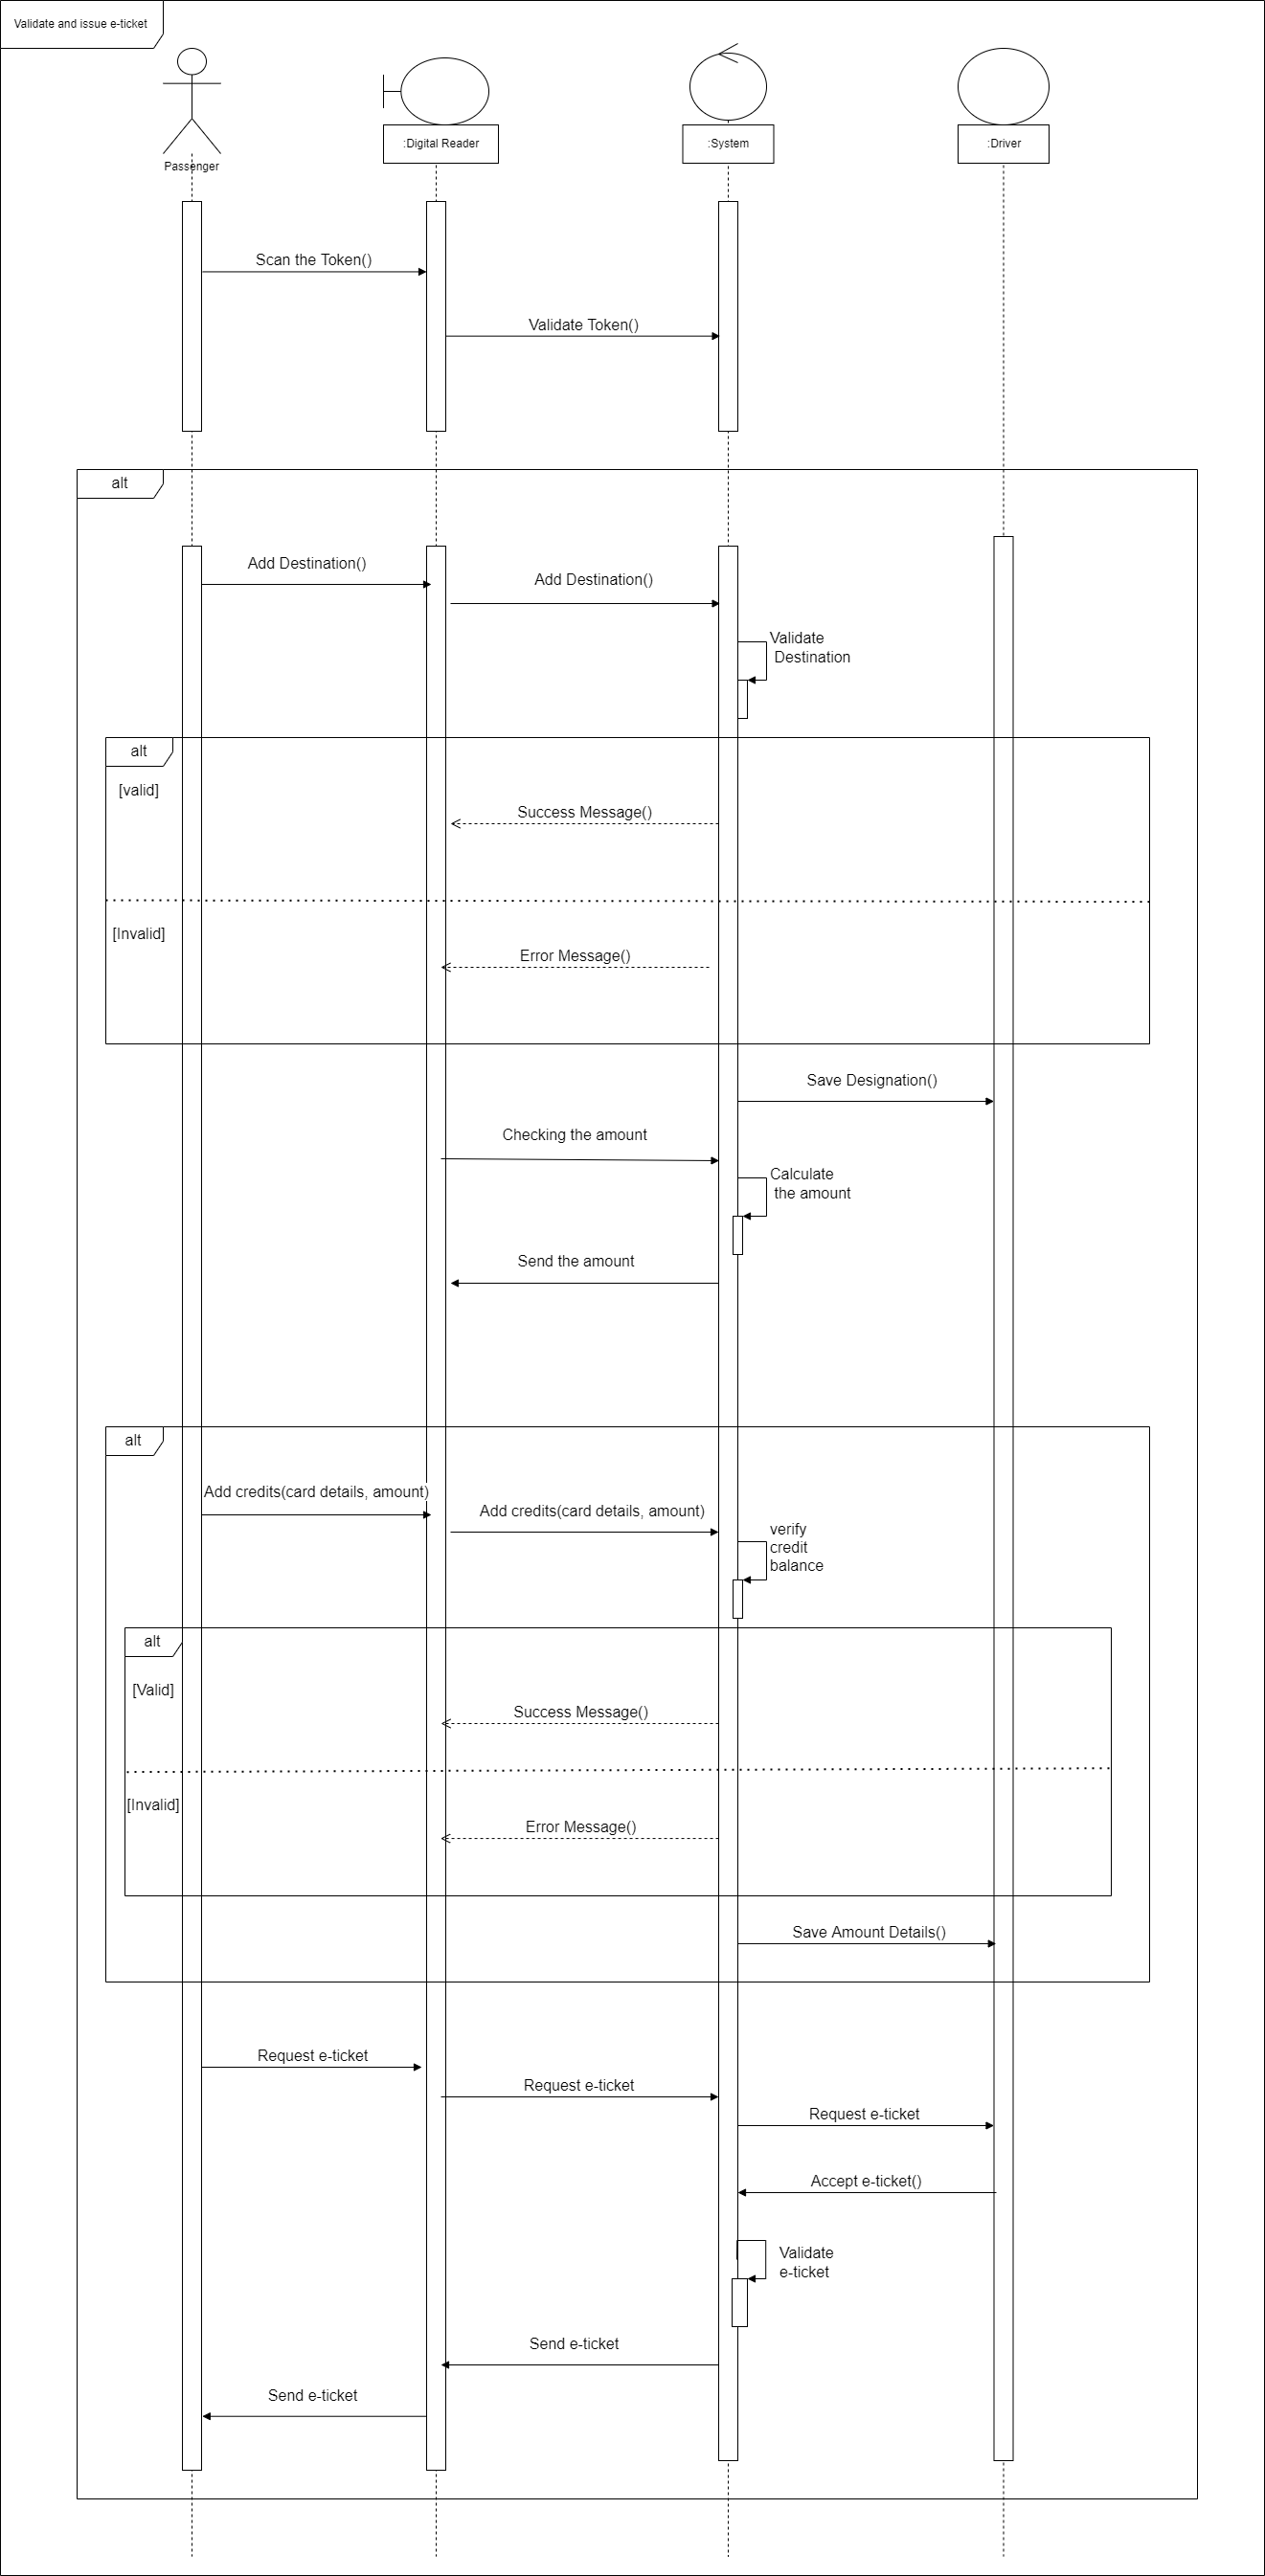 Validate and issue e-ticket
Passenger
:Digital Reader
:System
:Driver
Scan the Token()
Validate Token()
alt
Add Destination()
Add Destination()
Validate
Destination
alt
[valid]
Success Message()
[Invalid]
Error Message()
Save Designation()
Checking the amount
Calculate
the amount
Send the amount
alt
Add credits(card details, amount)
Add credits(card details, amount)
verify
credit
balance
alt
[Valid]
Success Message()
[Invalid]
Error Message()
Save Amount Details()
Request e-ticket
Request e-ticket
Request e-ticket
Accept e-ticket()
Validate
e-ticket
Send e-ticket
Send e-ticket